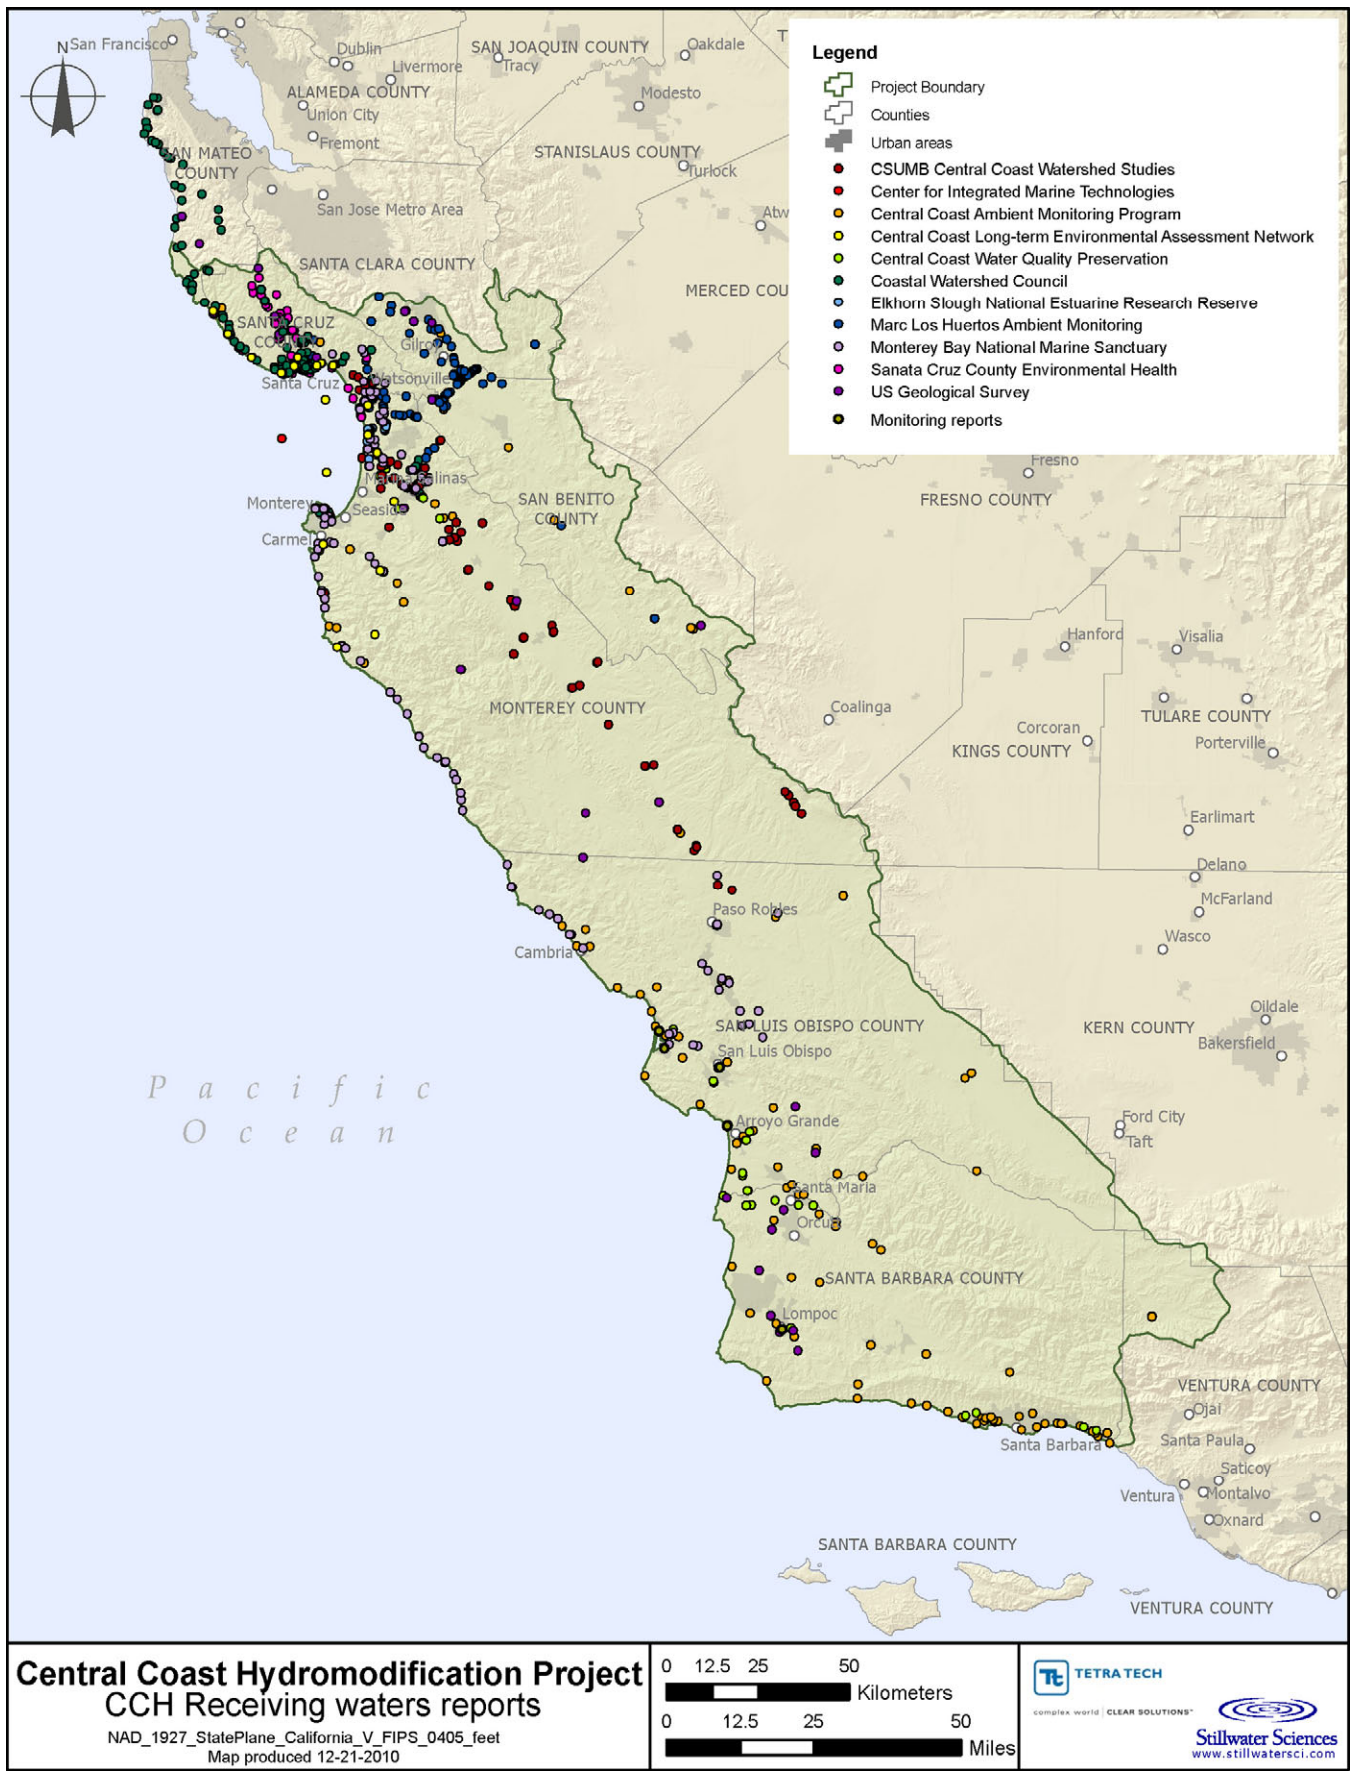 N
San Francisco
Dublin
Livermore
SAN JOAQUIN COUNTY
Tracy
Oakdale
T
ALAMEDA COUNTY
Union City
Modesto
Fremont
STANISLAUS COUNTY
Turlock
AN MATEO
COUNTY
San Jose Metro Area
Atw
SANTA CLARA COUNTY
MERCED COU
Legend
Project Boundary
Counties
Urban areas
CSUMB Central Coast Watershed Studies
Center for Integrated Marine Technologies
Central Coast Ambient Monitoring Program
Central Coast Long-term Environmental Assessment Network
Central Coast Water Quality Preservation
Coastal Watershed Council
Elkhorn Slough National Estuarine Research Reserve
Marc Los Huertos Ambient Monitoring
Monterey Bay National Marine Sanctuary
Sanata Cruz County Environmental Health
US Geological Survey
Monitoring reports
SANTA CRUZ
COUNTY
Gilroy
Santa Cruz
Watsonville
Fresno
FRESNO COUNTY
Marina
Salinas
Monterey
Seaside
Carmel
SAN BENITO
COUNTY
Hanford
Visalia
MONTEREY COUNTY
Coalinga
TULARE COUNTY
Corcoran
KINGS COUNTY
Porterville
Earlimart
Delano
McFarland
Wasco
Paso Robles
Cambria
SAN LUIS OBISPO COUNTY
San Luis Obispo
KERN COUNTY
Oildale
Bakersfield
Pacific
Ocean
Arroyo Grande
Ford City
Taft
Santa Maria
Orcutt
SANTA BARBARA COUNTY
Lompoc
VENTURA COUNTY
Ojai
Santa Barbara
Santa Paula
Saticoy
Ventura
Montalvo
Oxnard
SANTA BARBARA COUNTY
VENTURA COUNTY
Central Coast Hydromodification Project
CCH Receiving waters reports
NAD_1927_StatePlane_California_V_FIPS_0405_feet
Map produced 12-21-2010
0 12.5 25 50
Kilometers
0 12.5 25 50
Miles
Tt TETRA TECH
complex world | CLEAR SOLUTIONS™
Stillwater Sciences
www.stillwatersci.com